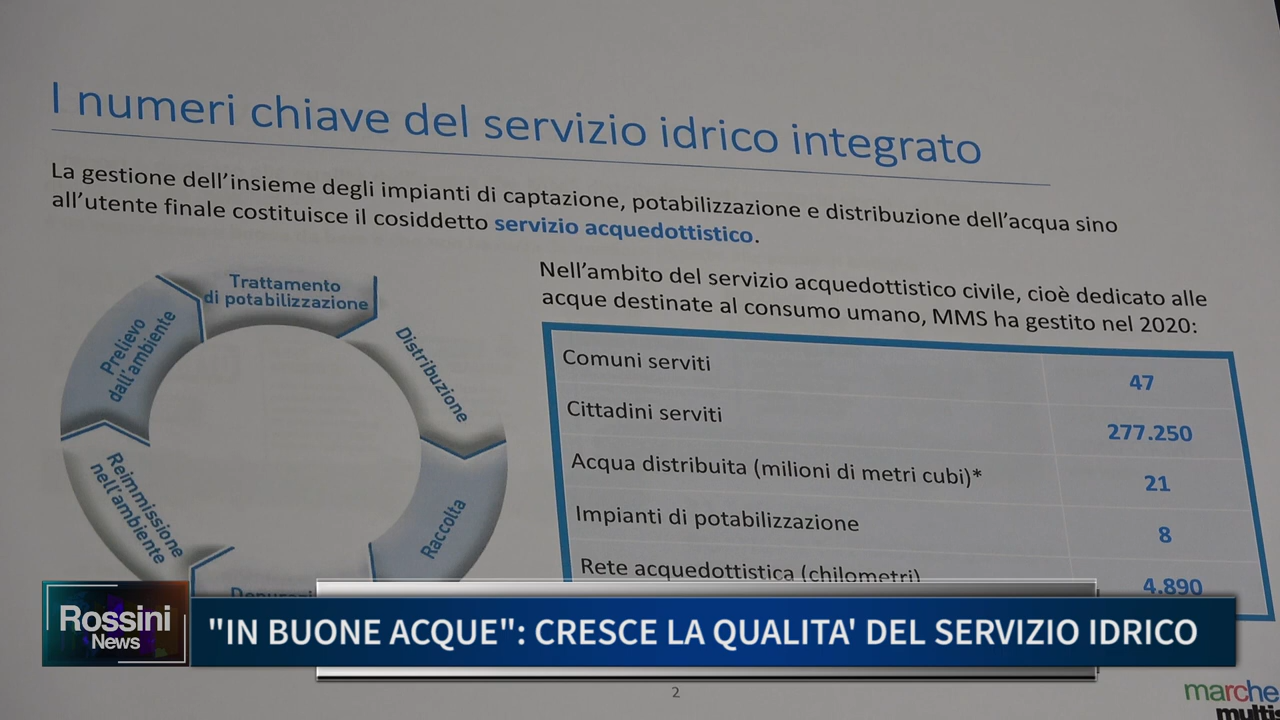 I numeri chiave del servizio idrico integrato
La gestione dell'insieme degli impianti di captazione, potabilizzazione e distribuzione dell'acqua sino
all'utente finale costituisce il cosiddetto servizio acquedottistico.
Trattamento
di potabilizzazione
Distribuzione
Raccolta
Reimmissione
nell'ambiente
Prelievo
dall'ambiente
Nell'ambito del servizio acquedottistico civile, cioè dedicato alle
acque destinate al consumo umano, MMS ha gestito nel 2020:
Comuni serviti 47
Cittadini serviti 277.250
Acqua distribuita (milioni di metri cubi)* 21
Impianti di potabilizzazione 8
Rete acquedottistica (chilometri) 4.890
Rossini
News
"IN BUONE ACQUE": CRESCE LA QUALITA' DEL SERVIZIO IDRICO
2
marche